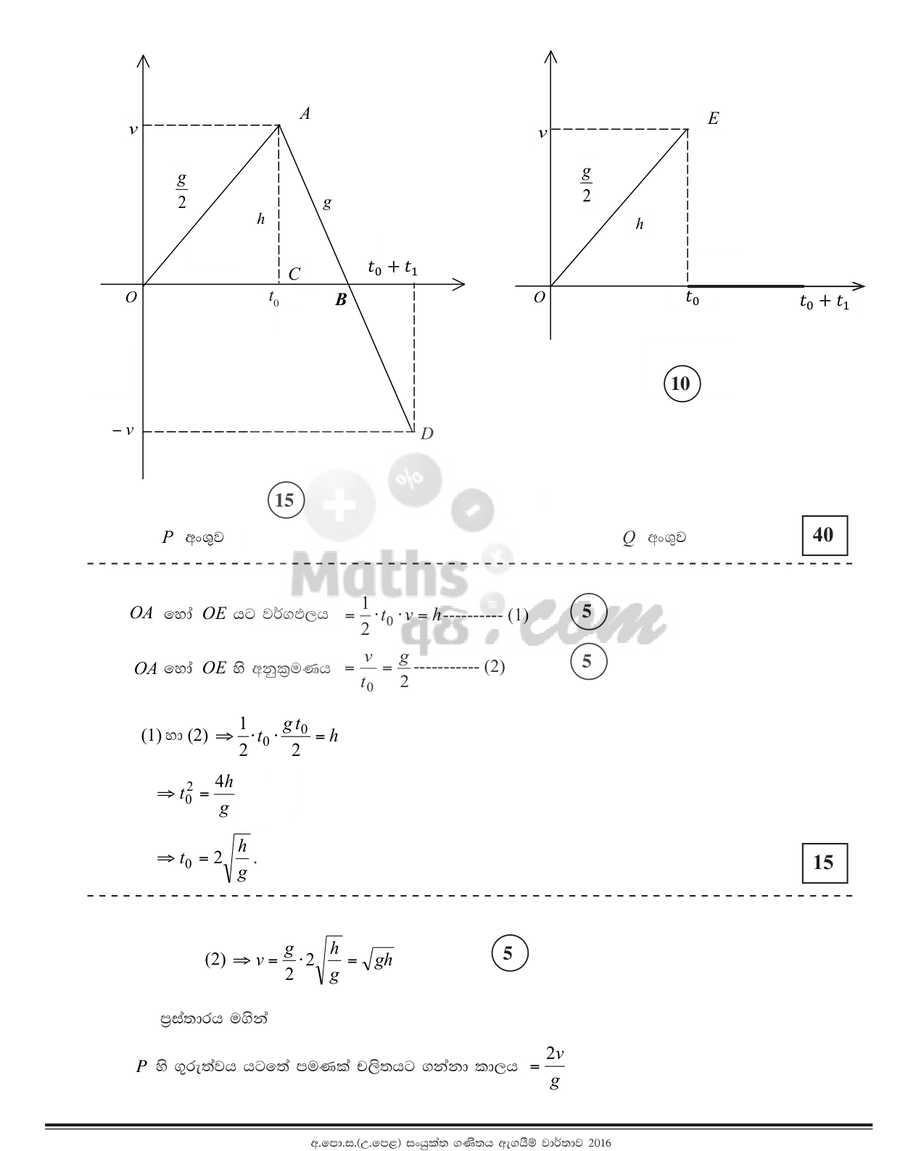 A E
v v
g/2 g g/2
h h
C t₀ + t₁
O t₀ B O t₀ t₀ + t₁
10
− v D
15
P අංශුව Q අංශුව 40
Maths
අපි .com
OA හෝ OE යට වර්ගඵලය = 1/2 · t₀ · v = h ----------- (1) 5
OA හෝ OE හි අනුක්‍රමණය = v/t₀ = g/2 ----------- (2) 5
(1) හා (2) ⇒ 1/2 · t₀ · g t₀/2 = h
⇒ t₀² = 4h/g
⇒ t₀ = 2√(h/g) .
15
(2) ⇒ v = g/2 · 2√(h/g) = √gh 5
ප්‍රස්තාරය මගින්
P හි ගුරුත්වය යටතේ පමණක් චලිතයට ගන්නා කාලය = 2v/g
අ.පො.ස.(උ.පෙළ) සංයුක්ත ගණිතය ඇගයීම් වාර්තාව 2016